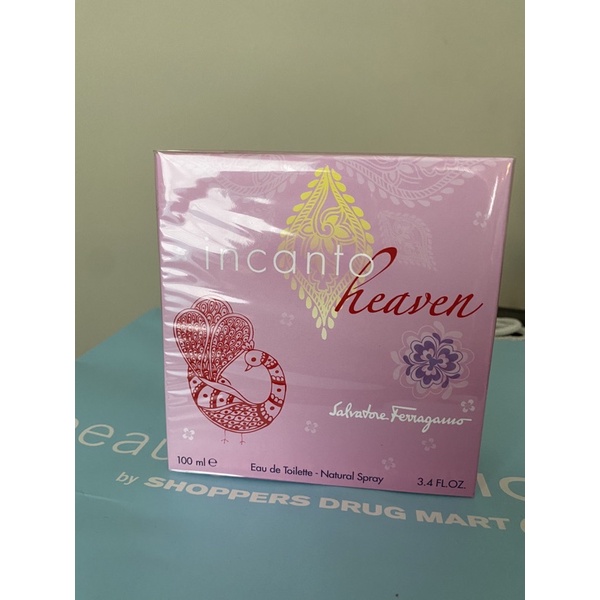 incanto
heaven
Salvatore Ferragamo
100 ml ℮
Eau de Toilette - Natural Spray
3.4 FL.OZ.
by SHOPPERS DRUG MART